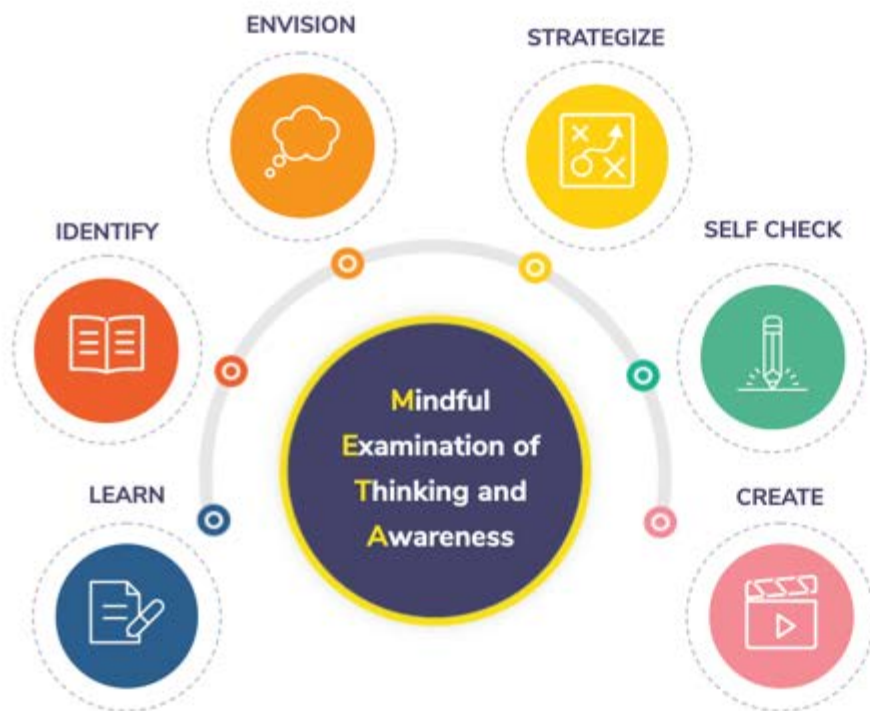 ENVISION
STRATEGIZE
IDENTIFY
SELF CHECK
Mindful
Examination of
Thinking and
Awareness
LEARN
CREATE